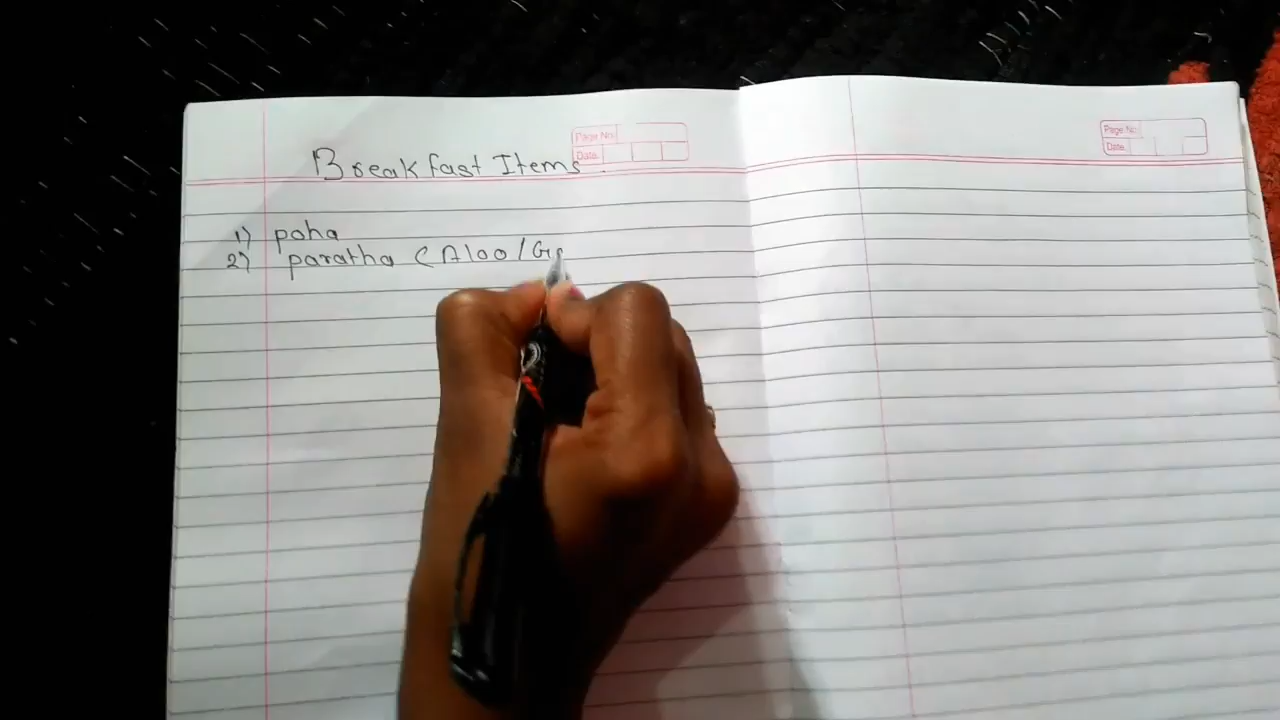 Page No.
Date.
Breakfast Items.
1) poha
2) paratha ( Aloo /
Page No.
Date.